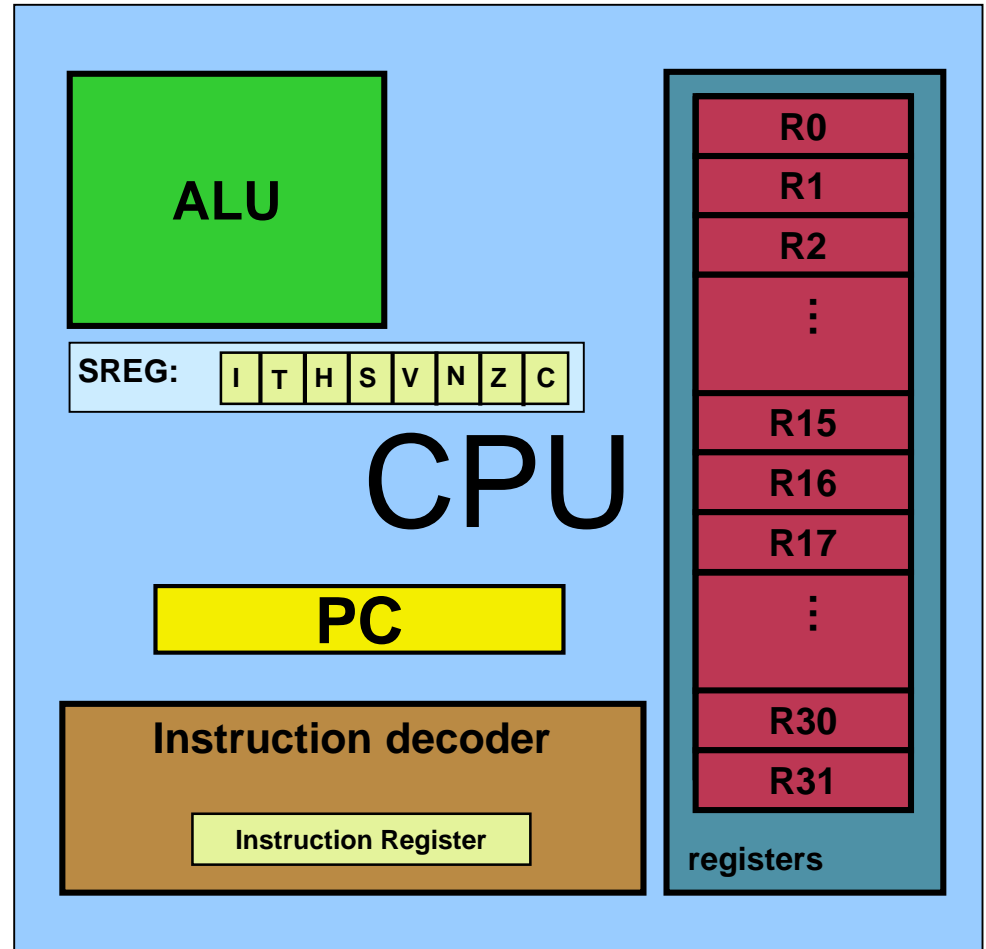 ALU
SREG: I T H S V N Z C
CPU
PC
Instruction decoder
Instruction Register
R0
R1
R2
⋮
R15
R16
R17
⋮
R30
R31
registers